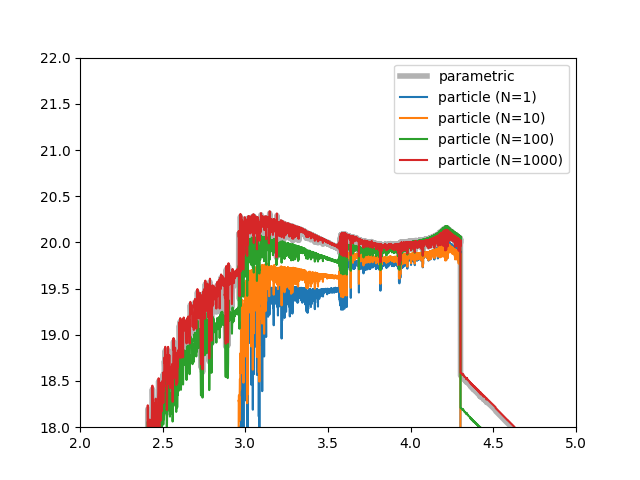 22.0
21.5
21.0
20.5
20.0
19.5
19.0
18.5
18.0
2.0 2.5 3.0 3.5 4.0 4.5 5.0
parametric
particle (N=1)
particle (N=10)
particle (N=100)
particle (N=1000)